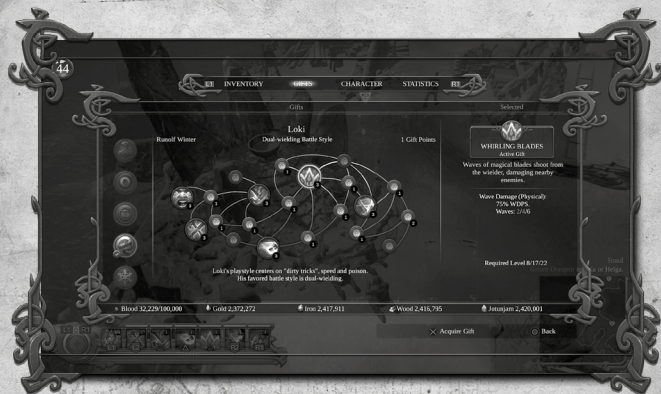 44
L1 INVENTORY GIFTS CHARACTER STATISTICS R1
Gifts
Selected
Runolf Winter
Loki
Dual-wielding Battle Style
1 Gift Points
WHIRLING BLADES
Active Gift
Waves of magical blades shoot from
the wielder, damaging nearby
enemies.
Wave Damage (Physical):
75% WDPS.
Waves: 2/4/6
Required Level 8/17/22
Loki's playstyle centers on "dirty tricks", speed and poison.
His favored battle style is dual-wielding.
Blood 32,229/100,000
Gold 2,372,272
Iron 2,417,911
Wood 2,416,795
Jotunjam 2,420,001
Acquire Gift
Back